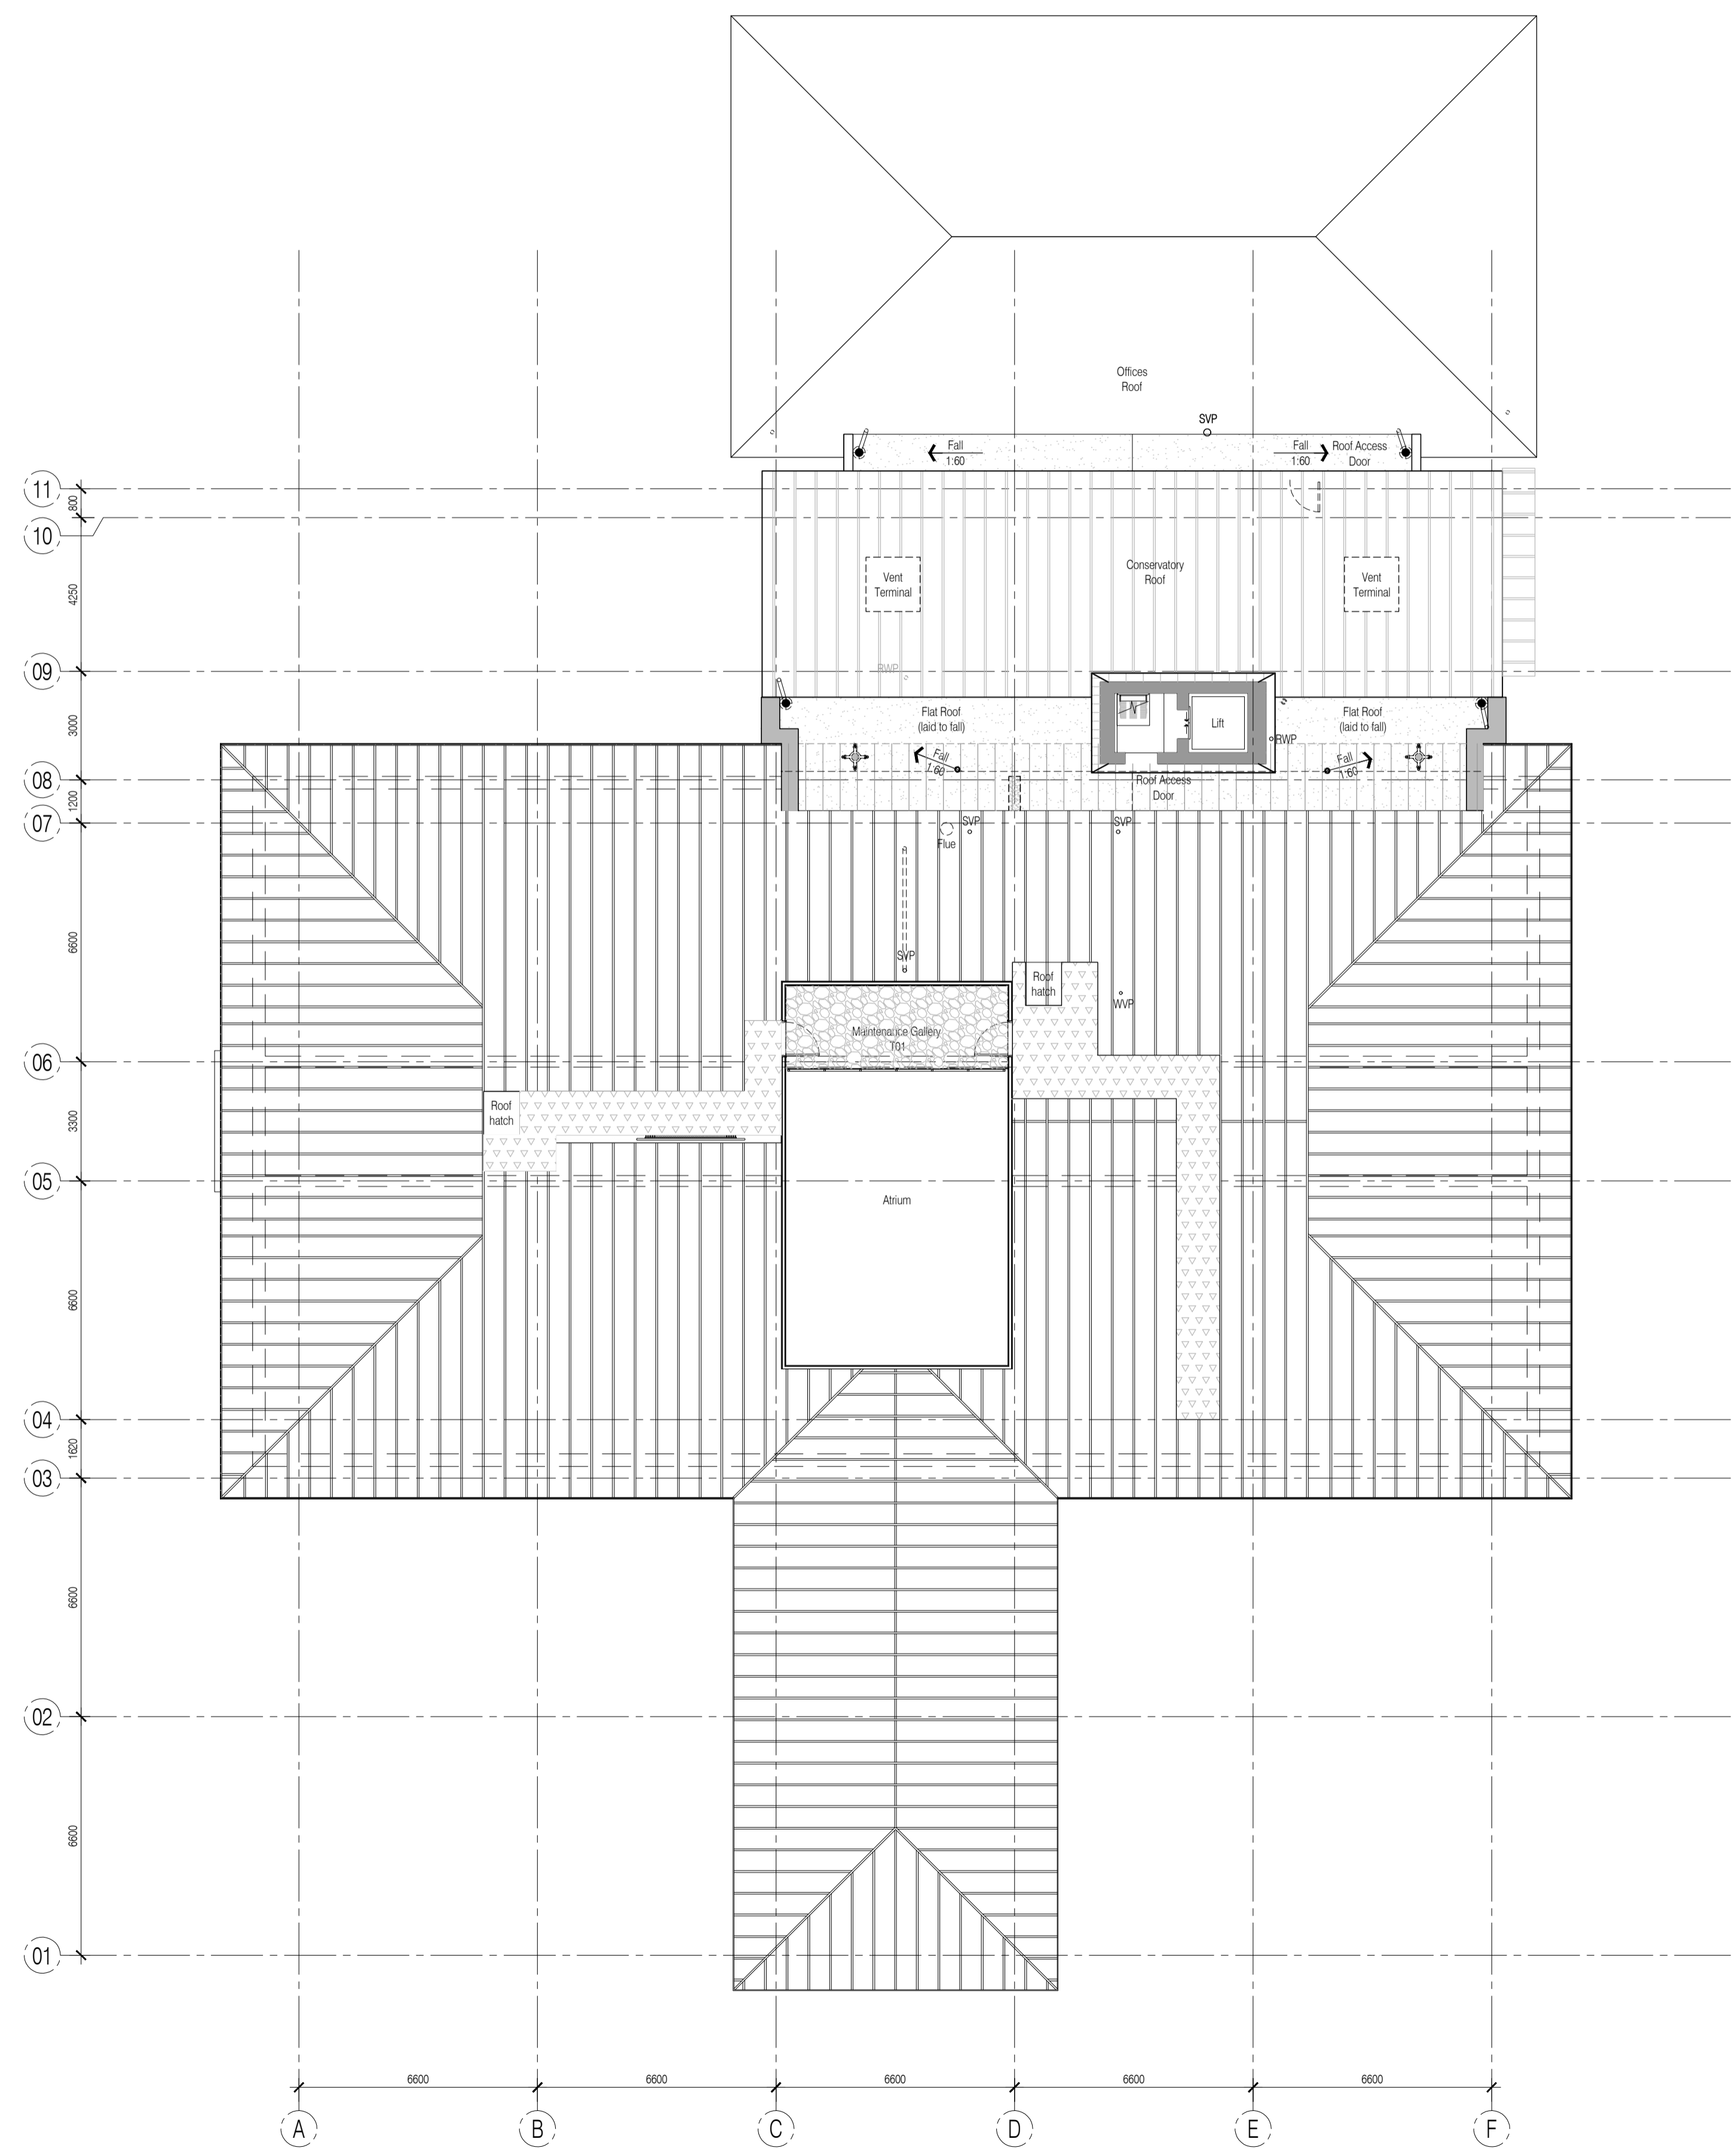 Offices
Roof
SVP
Fall
1:60
Fall
1:60
Roof Access
Door
11
800
10
Vent
Terminal
Conservatory
Roof
Vent
Terminal
4250
09
RWP
3000
Flat Roof
(laid to fall)
Lift
Flat Roof
(laid to fall)
RWP
Fall
1:60
Fall
1:60
08
Roof Access
Door
1200
07
SVP
SVP
Flue
6600
SVP
Roof
hatch
WVP
Maintenance Gallery
T01
06
Roof
hatch
3300
05
Atrium
6600
04
1620
03
6600
02
6600
01
6600
6600
6600
6600
6600
A
B
C
D
E
F